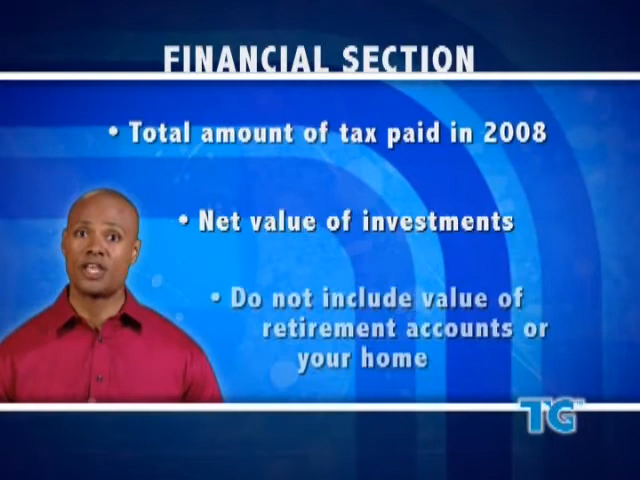 FINANCIAL SECTION
• Total amount of tax paid in 2008
• Net value of investments
• Do not include value of
retirement accounts or
your home
TG